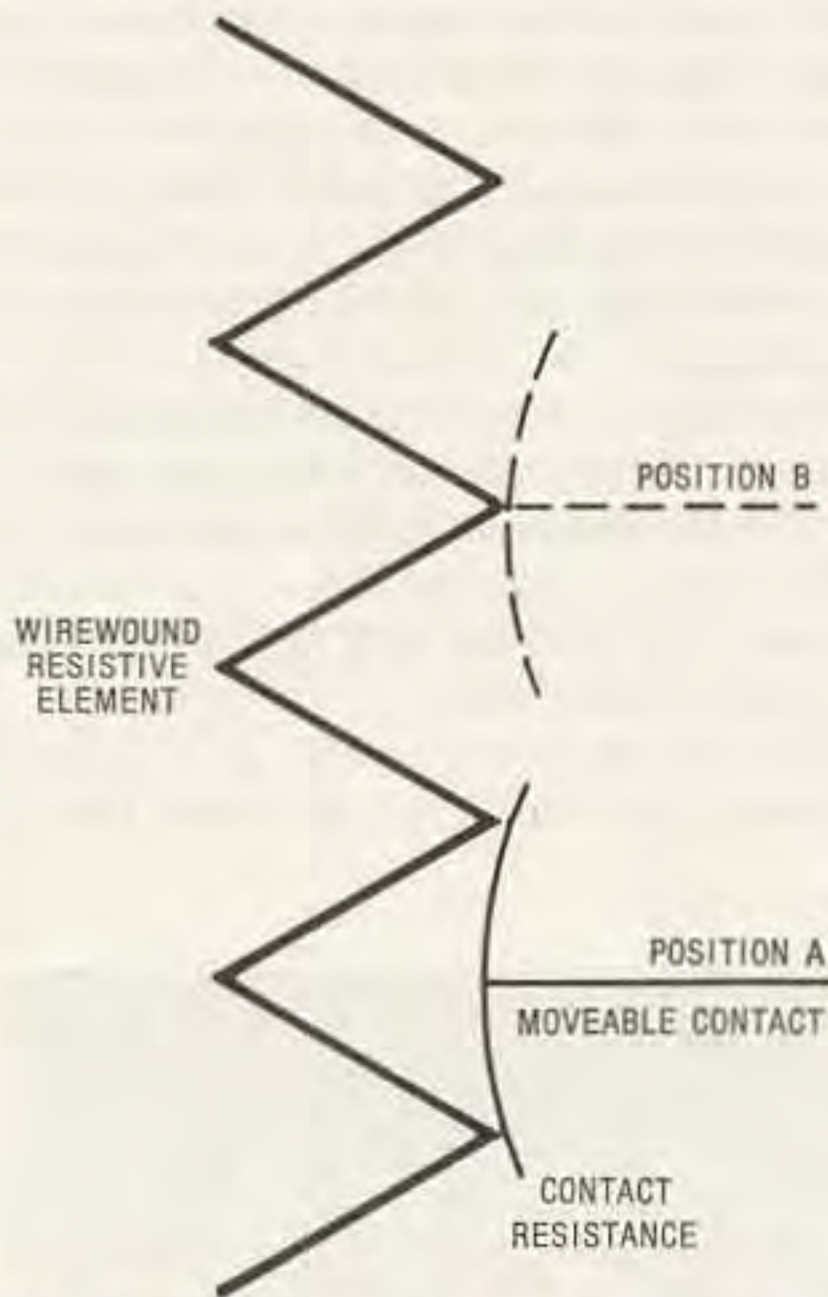 POSITION B
WIREWOUND
RESISTIVE
ELEMENT
POSITION A
MOVEABLE CONTACT
CONTACT
RESISTANCE